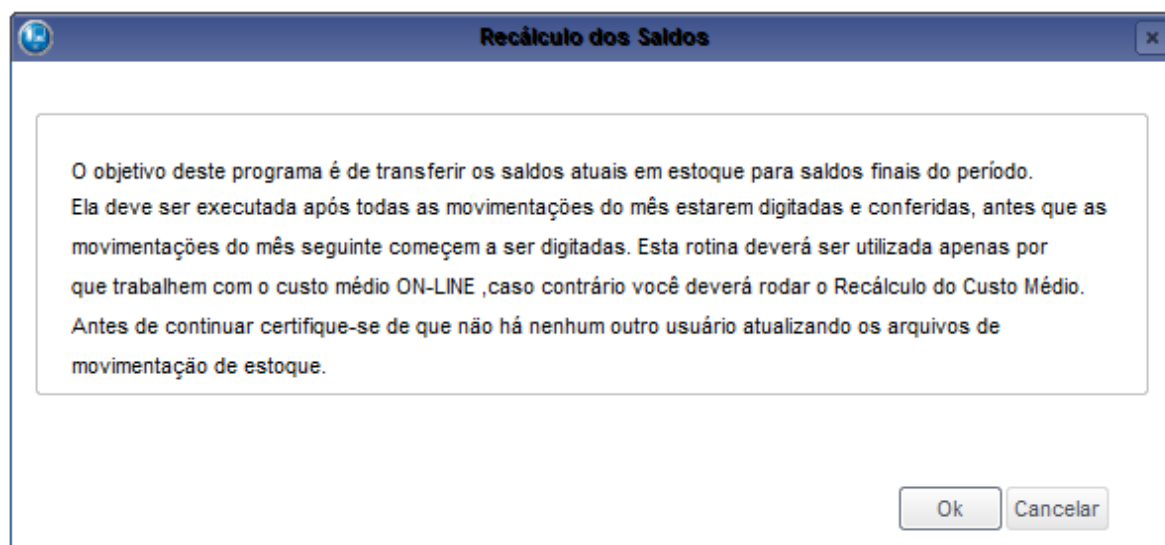 Recálculo dos Saldos
O objetivo deste programa é de transferir os saldos atuais em estoque para saldos finais do período.
Ela deve ser executada após todas as movimentações do mês estarem digitadas e conferidas, antes que as
movimentações do mês seguinte começem a ser digitadas. Esta rotina deverá ser utilizada apenas por
que trabalhem com o custo médio ON-LINE ,caso contrário você deverá rodar o Recálculo do Custo Médio.
Antes de continuar certifique-se de que não há nenhum outro usuário atualizando os arquivos de
movimentação de estoque.
Ok Cancelar